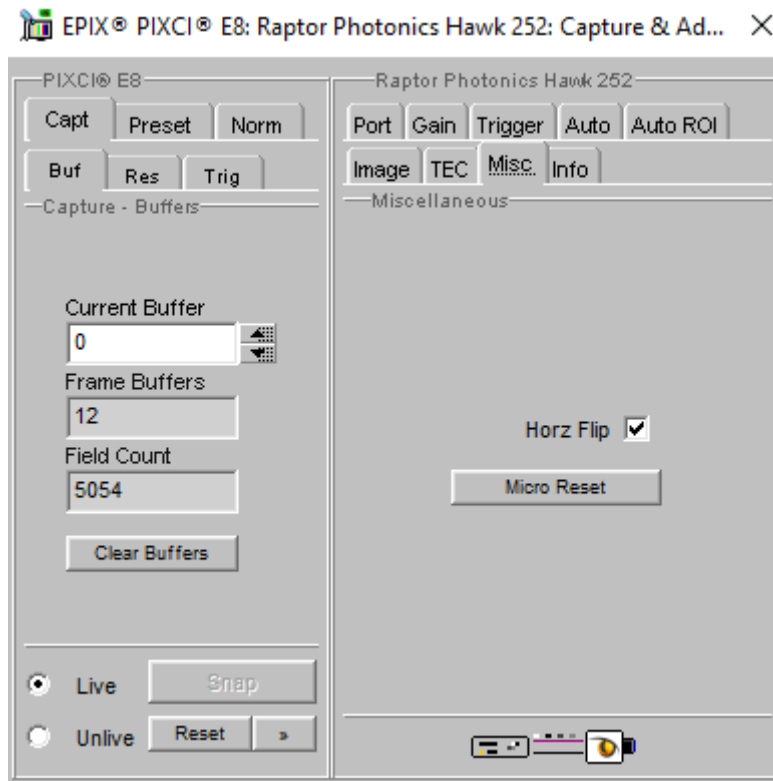 EPIX® PIXCI® E8: Raptor Photonics Hawk 252: Capture & Ad...
PIXCI® E8
Capt Preset Norm
Buf Res Trig
Capture - Buffers
Current Buffer
0
Frame Buffers
12
Field Count
5054
Clear Buffers
Live Snap
Unlive Reset »
Raptor Photonics Hawk 252
Port Gain Trigger Auto Auto ROI
Image TEC Misc. Info
Miscellaneous
Horz Flip
Micro Reset